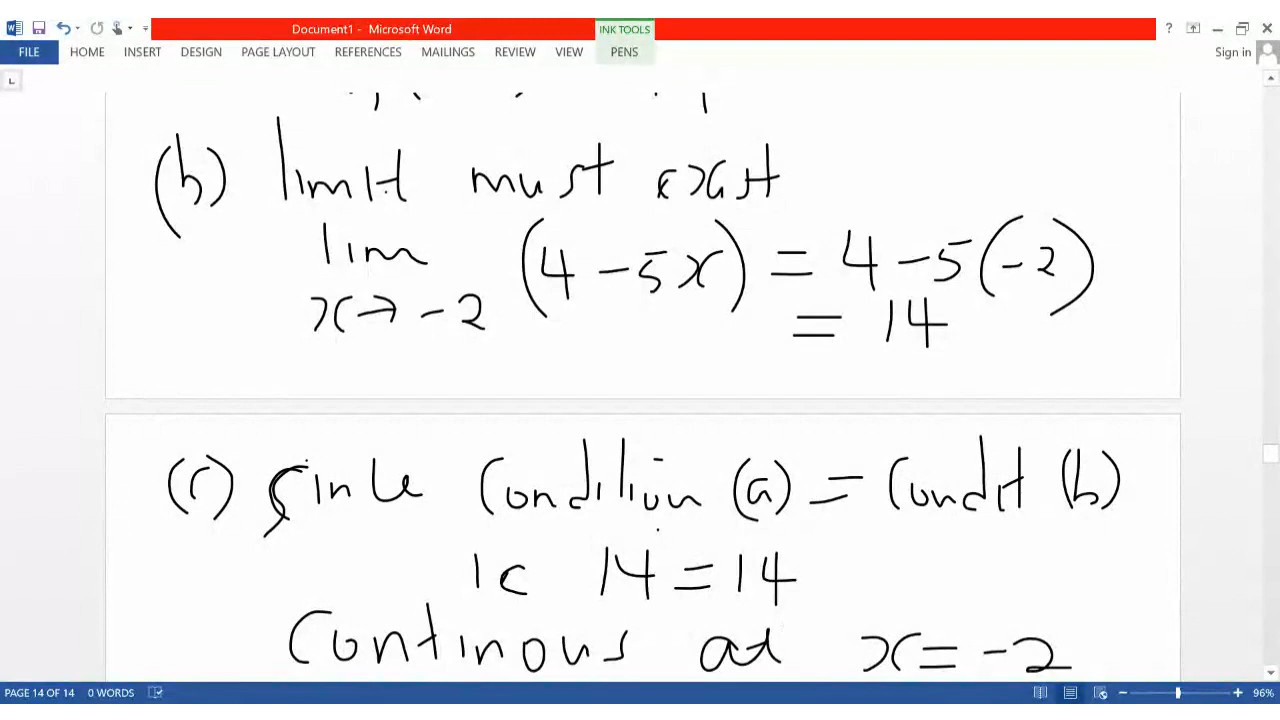 Document1 - Microsoft Word
INK TOOLS
FILE HOME INSERT DESIGN PAGE LAYOUT REFERENCES MAILINGS REVIEW VIEW PENS
Sign in
(b) limit must exist
lim (4 - 5x) = 4 - 5(-2)
x → -2
= 14
(c) since condition (a) = condit (b)
ie 14 = 14
Continous at x = -2
PAGE 14 OF 14 0 WORDS
96%